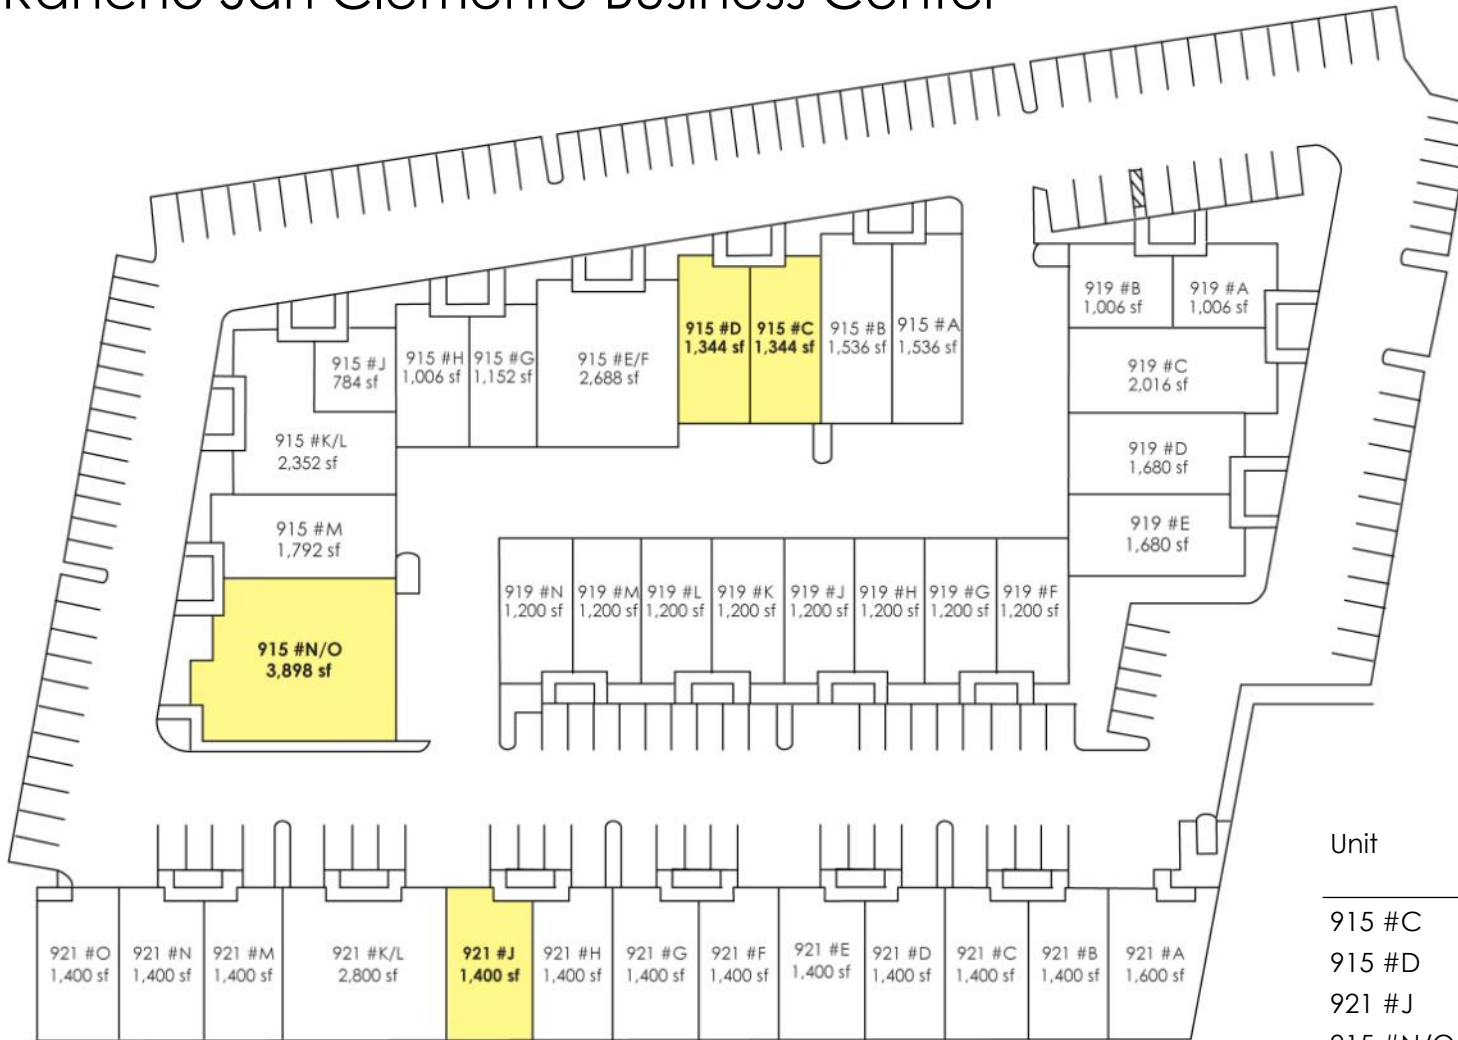 Rancho San Clemente Business Center
919 #B
1,006 sf
919 #A
1,006 sf
915 #D
1,344 sf
915 #C
1,344 sf
915 #B
1,536 sf
915 #A
1,536 sf
915 #J
784 sf
915 #H
1,006 sf
915 #G
1,152 sf
915 #E/F
2,688 sf
919 #C
2,016 sf
915 #K/L
2,352 sf
919 #D
1,680 sf
915 #M
1,792 sf
919 #E
1,680 sf
919 #N
1,200 sf
919 #M
1,200 sf
919 #L
1,200 sf
919 #K
1,200 sf
919 #J
1,200 sf
919 #H
1,200 sf
919 #G
1,200 sf
919 #F
1,200 sf
915 #N/O
3,898 sf
921 #O
1,400 sf
921 #N
1,400 sf
921 #M
1,400 sf
921 #K/L
2,800 sf
921 #J
1,400 sf
921 #H
1,400 sf
921 #G
1,400 sf
921 #F
1,400 sf
921 #E
1,400 sf
921 #D
1,400 sf
921 #C
1,400 sf
921 #B
1,400 sf
921 #A
1,600 sf
Unit
915 #C
915 #D
921 #J
915 #N/O